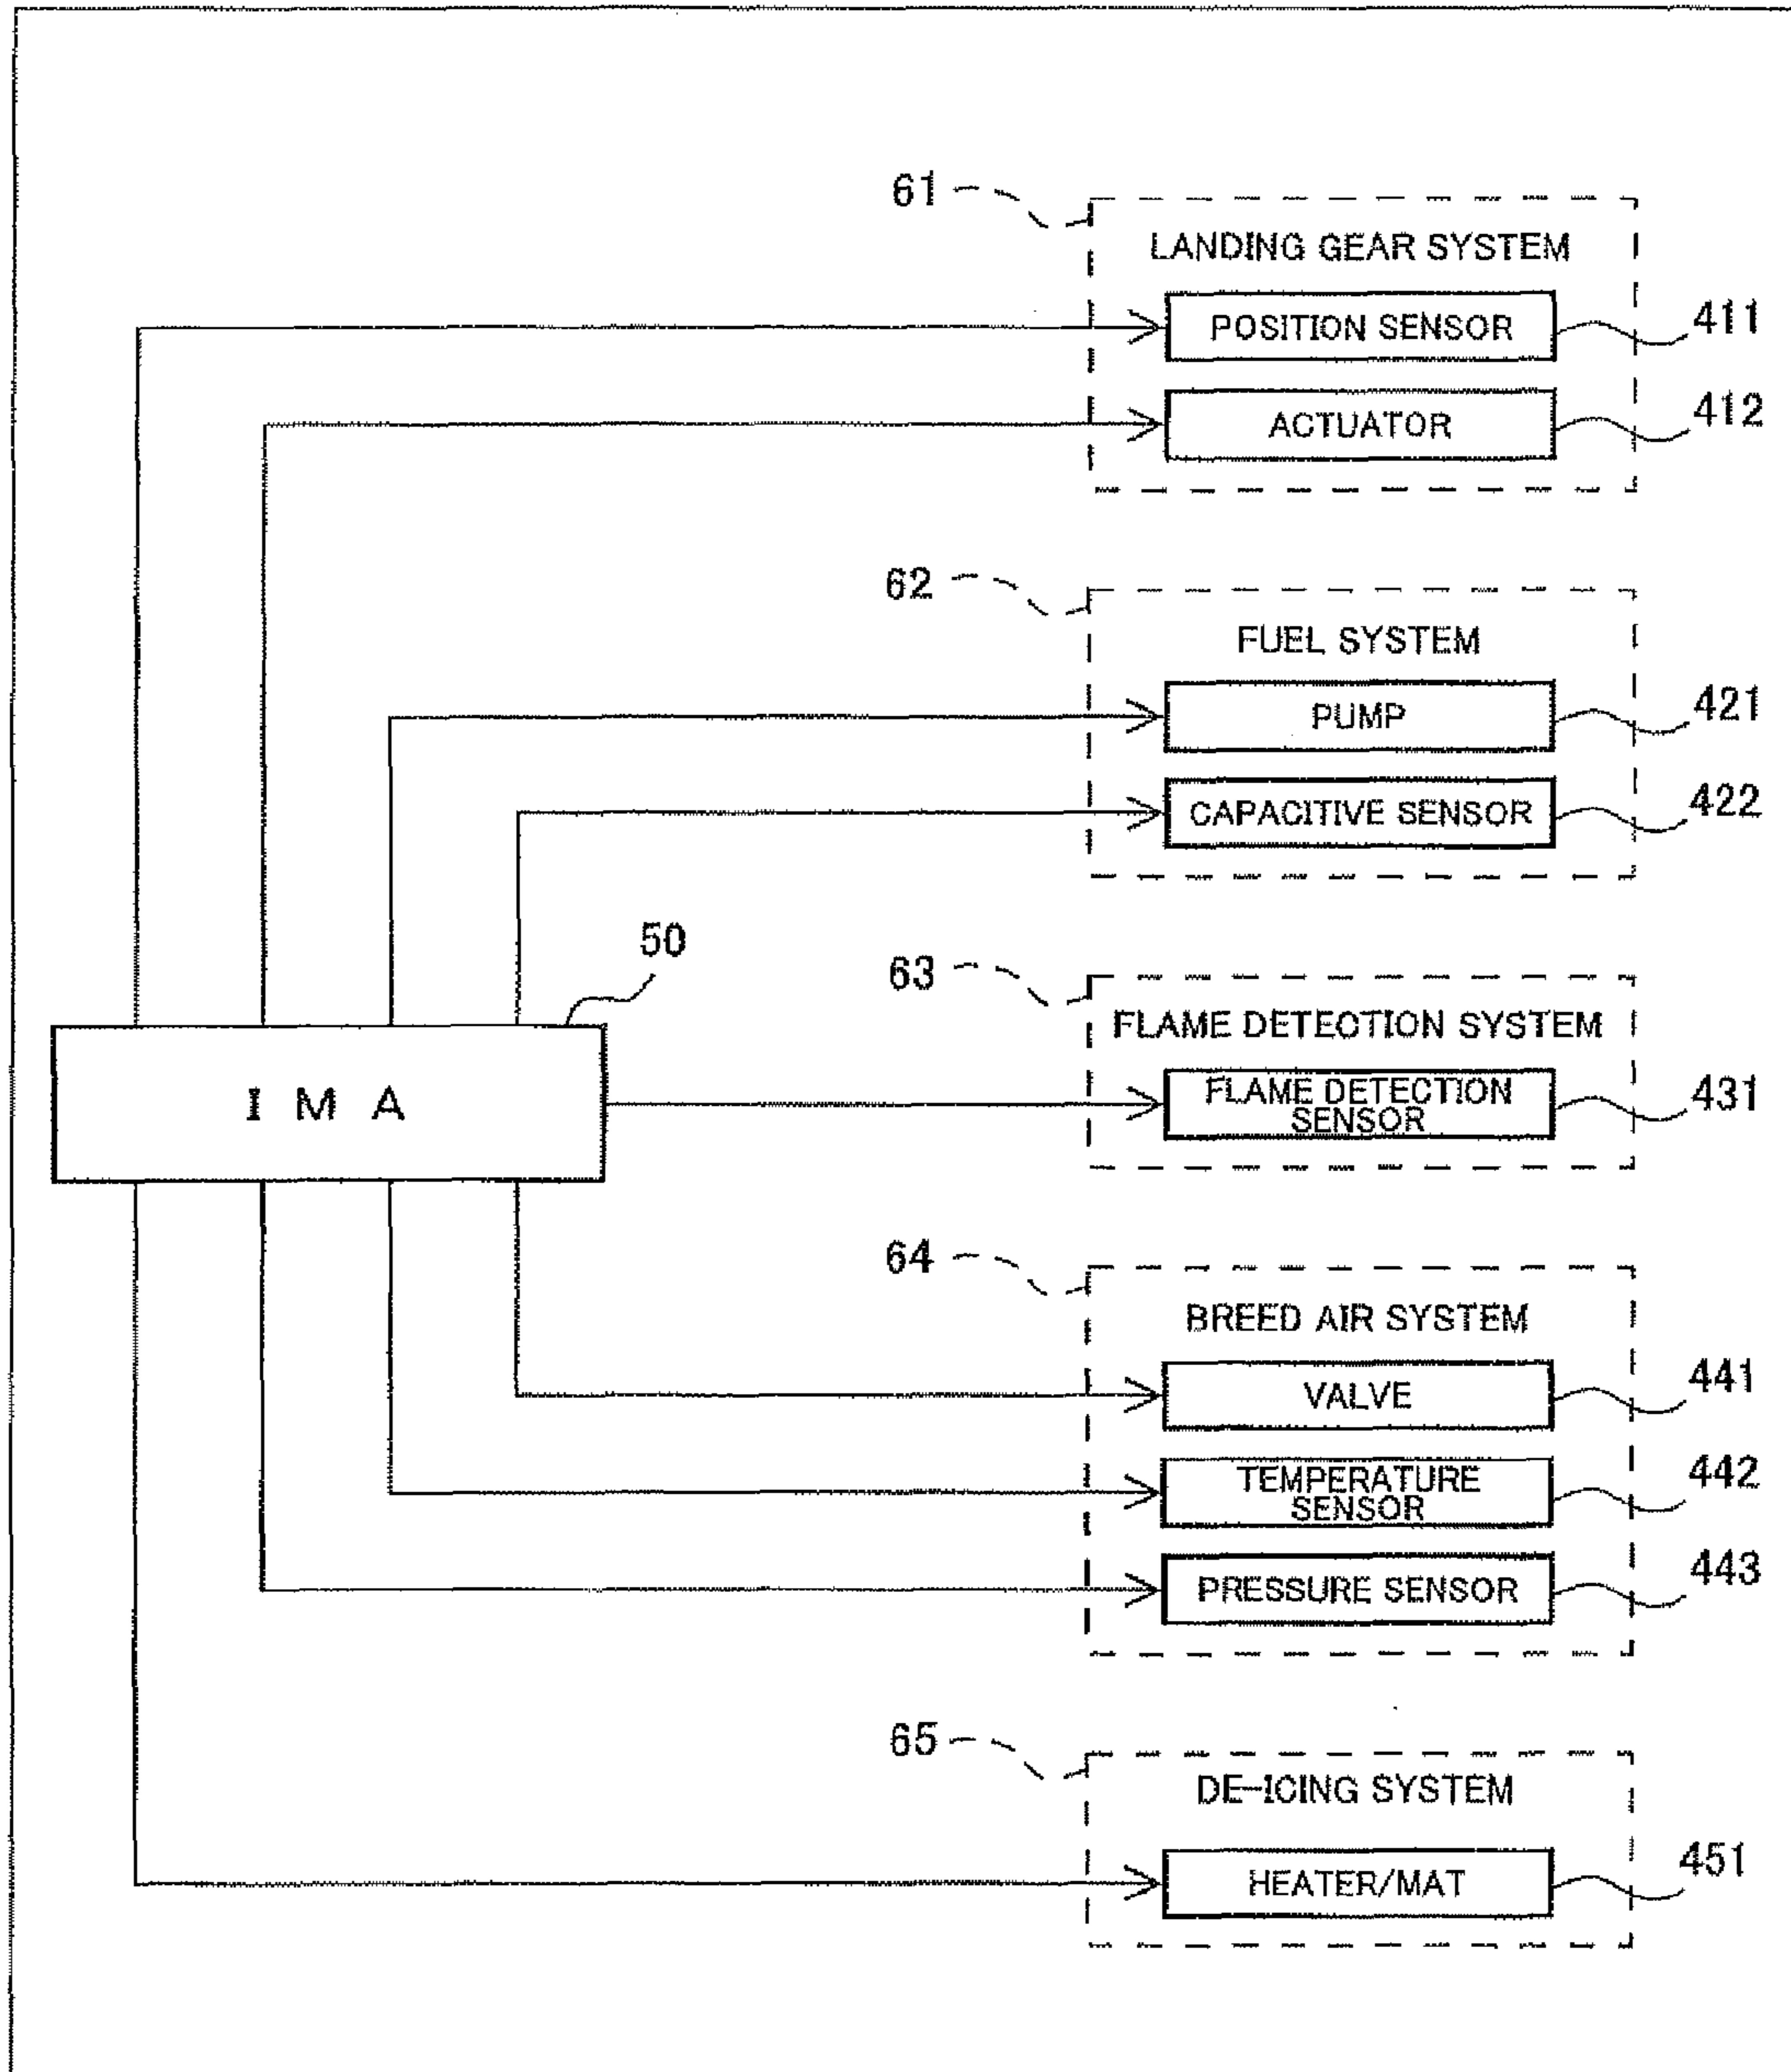 61
LANDING GEAR SYSTEM
POSITION SENSOR
411
ACTUATOR
412
62
FUEL SYSTEM
PUMP
421
CAPACITIVE SENSOR
422
50
I M A
63
FLAME DETECTION SYSTEM
FLAME DETECTION
SENSOR
431
64
BREED AIR SYSTEM
VALVE
441
TEMPERATURE
SENSOR
442
PRESSURE SENSOR
443
65
DE-ICING SYSTEM
HEATER/MAT
451